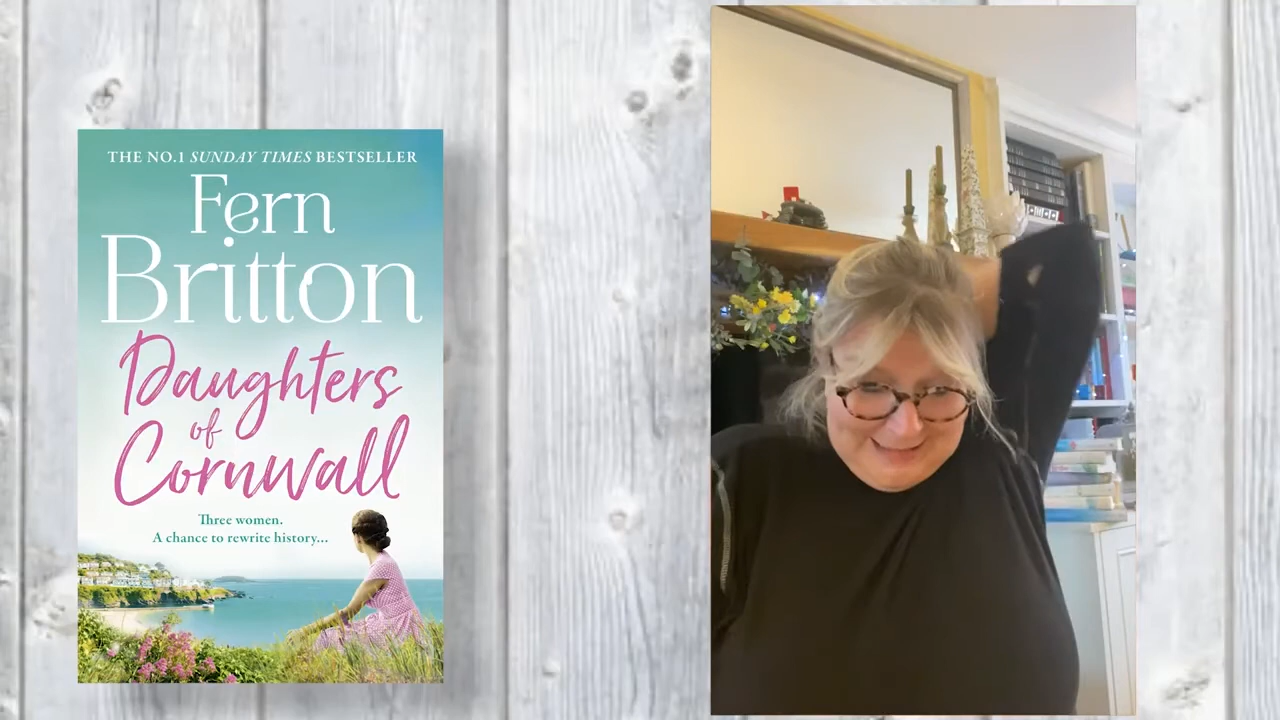 THE NO.1 SUNDAY TIMES BESTSELLER
Fern
Britton
Daughters
of
Cornwall
Three women.
A chance to rewrite history...